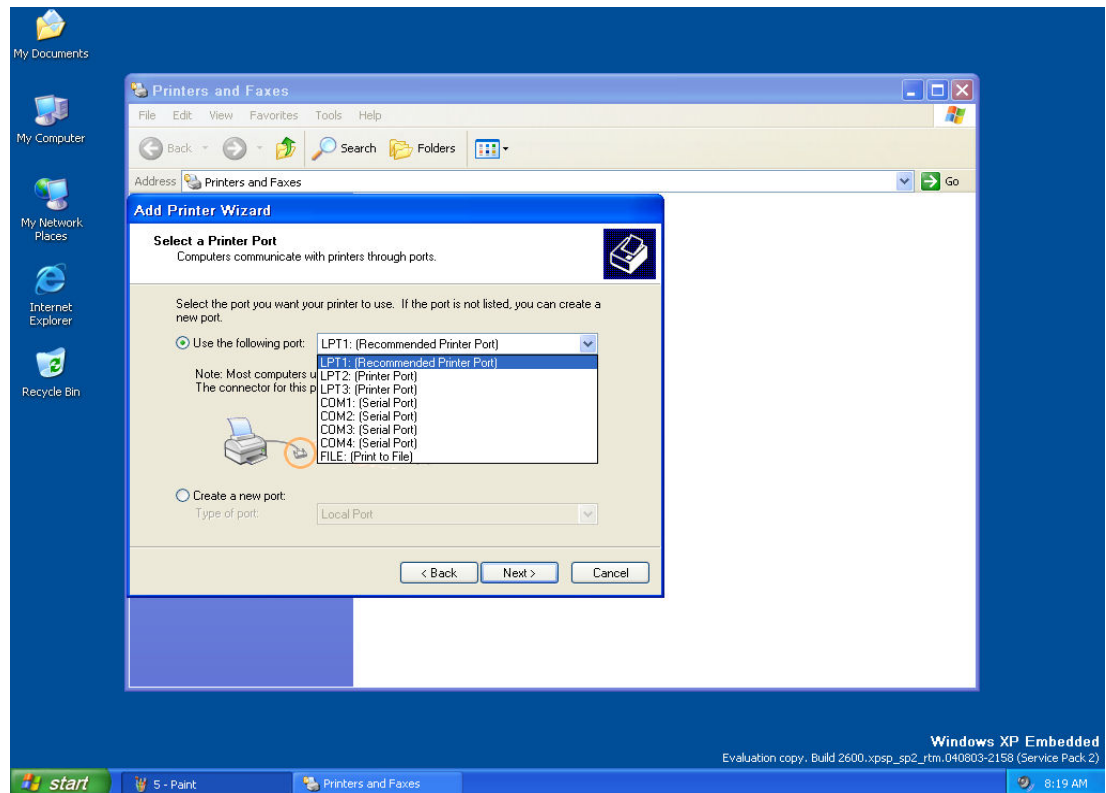 My Documents
My Computer
My Network
Places
Internet
Explorer
Recycle Bin
Printers and Faxes
File Edit View Favorites Tools Help
Back Search Folders
Address Printers and Faxes Go
Add Printer Wizard
Select a Printer Port
Computers communicate with printers through ports.
Select the port you want your printer to use. If the port is not listed, you can create a
new port.
Use the following port: LPT1: (Recommended Printer Port)
LPT1: (Recommended Printer Port)
Note: Most computers
LPT2: (Printer Port)
The connector for this
LPT3: (Printer Port)
COM1: (Serial Port)
COM2: (Serial Port)
COM3: (Serial Port)
COM4: (Serial Port)
FILE: (Print to File)
Create a new port:
Type of port: Local Port
< Back Next > Cancel
Windows XP Embedded
Evaluation copy. Build 2600.xpsp_sp2_rtm.040803-2158 (Service Pack 2)
start 5 - Paint Printers and Faxes 8:19 AM